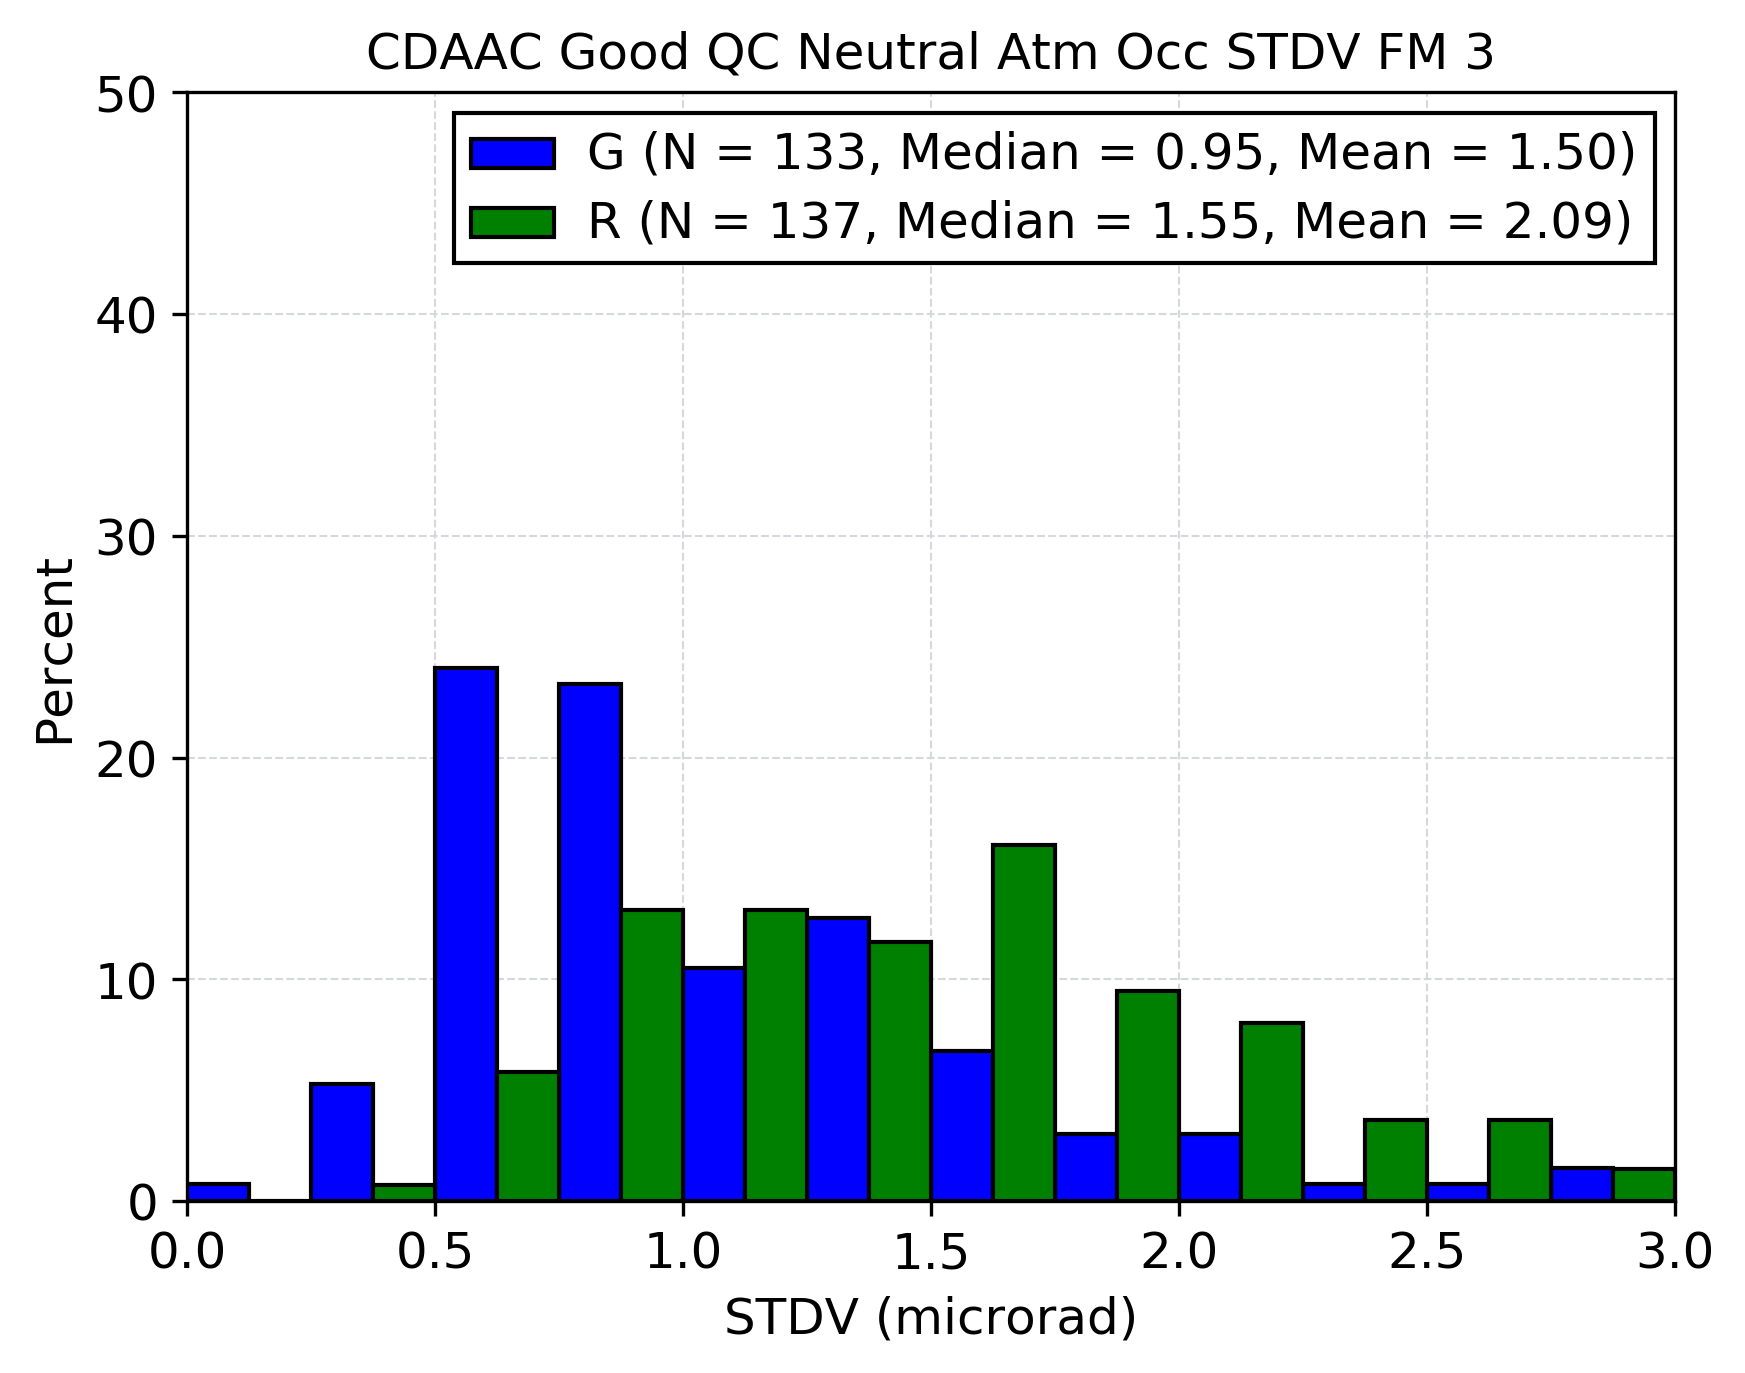 CDAAC Good QC Neutral Atm Occ STDV FM 3
50
G (N = 133, Median = 0.95, Mean = 1.50)
R (N = 137, Median = 1.55, Mean = 2.09)
40
30
Percent
20
10
0
0.0 0.5 1.0 1.5 2.0 2.5 3.0
STDV (microrad)